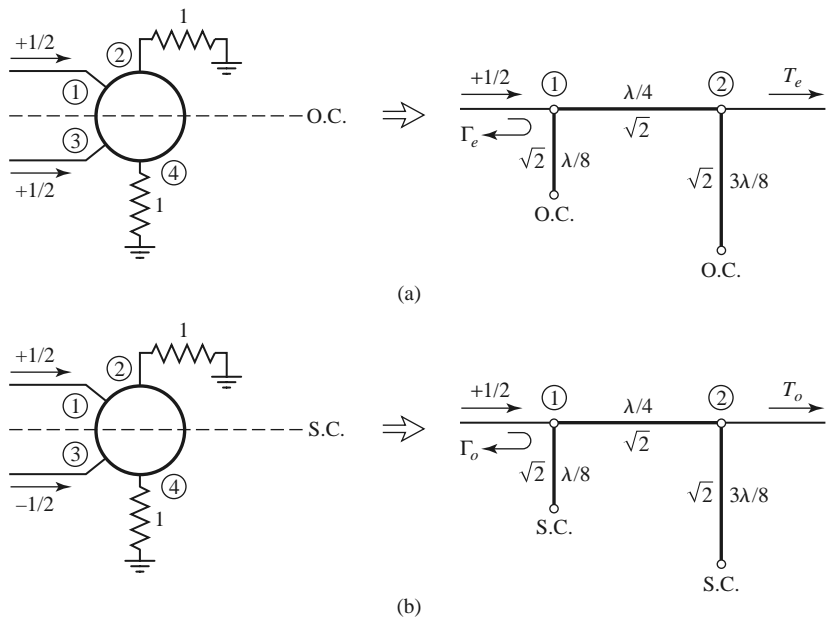 1
+1/2
②
①
O.C.
③
④
+1/2
1
+1/2
①
λ/4
②
T_e
Γ_e
√2
√2
λ/8
O.C.
√2
3λ/8
O.C.
(a)
1
+1/2
②
①
S.C.
③
④
−1/2
1
+1/2
①
λ/4
②
T_o
Γ_o
√2
√2
λ/8
S.C.
√2
3λ/8
S.C.
(b)